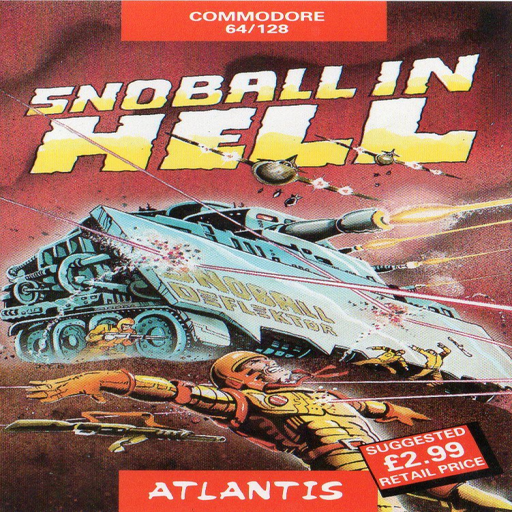 COMMODORE
64/128
SNOBALL IN
HELL
SNOBALL
DEFLEKTOR
SUGGESTED
£2.99
RETAIL PRICE
ATLANTIS